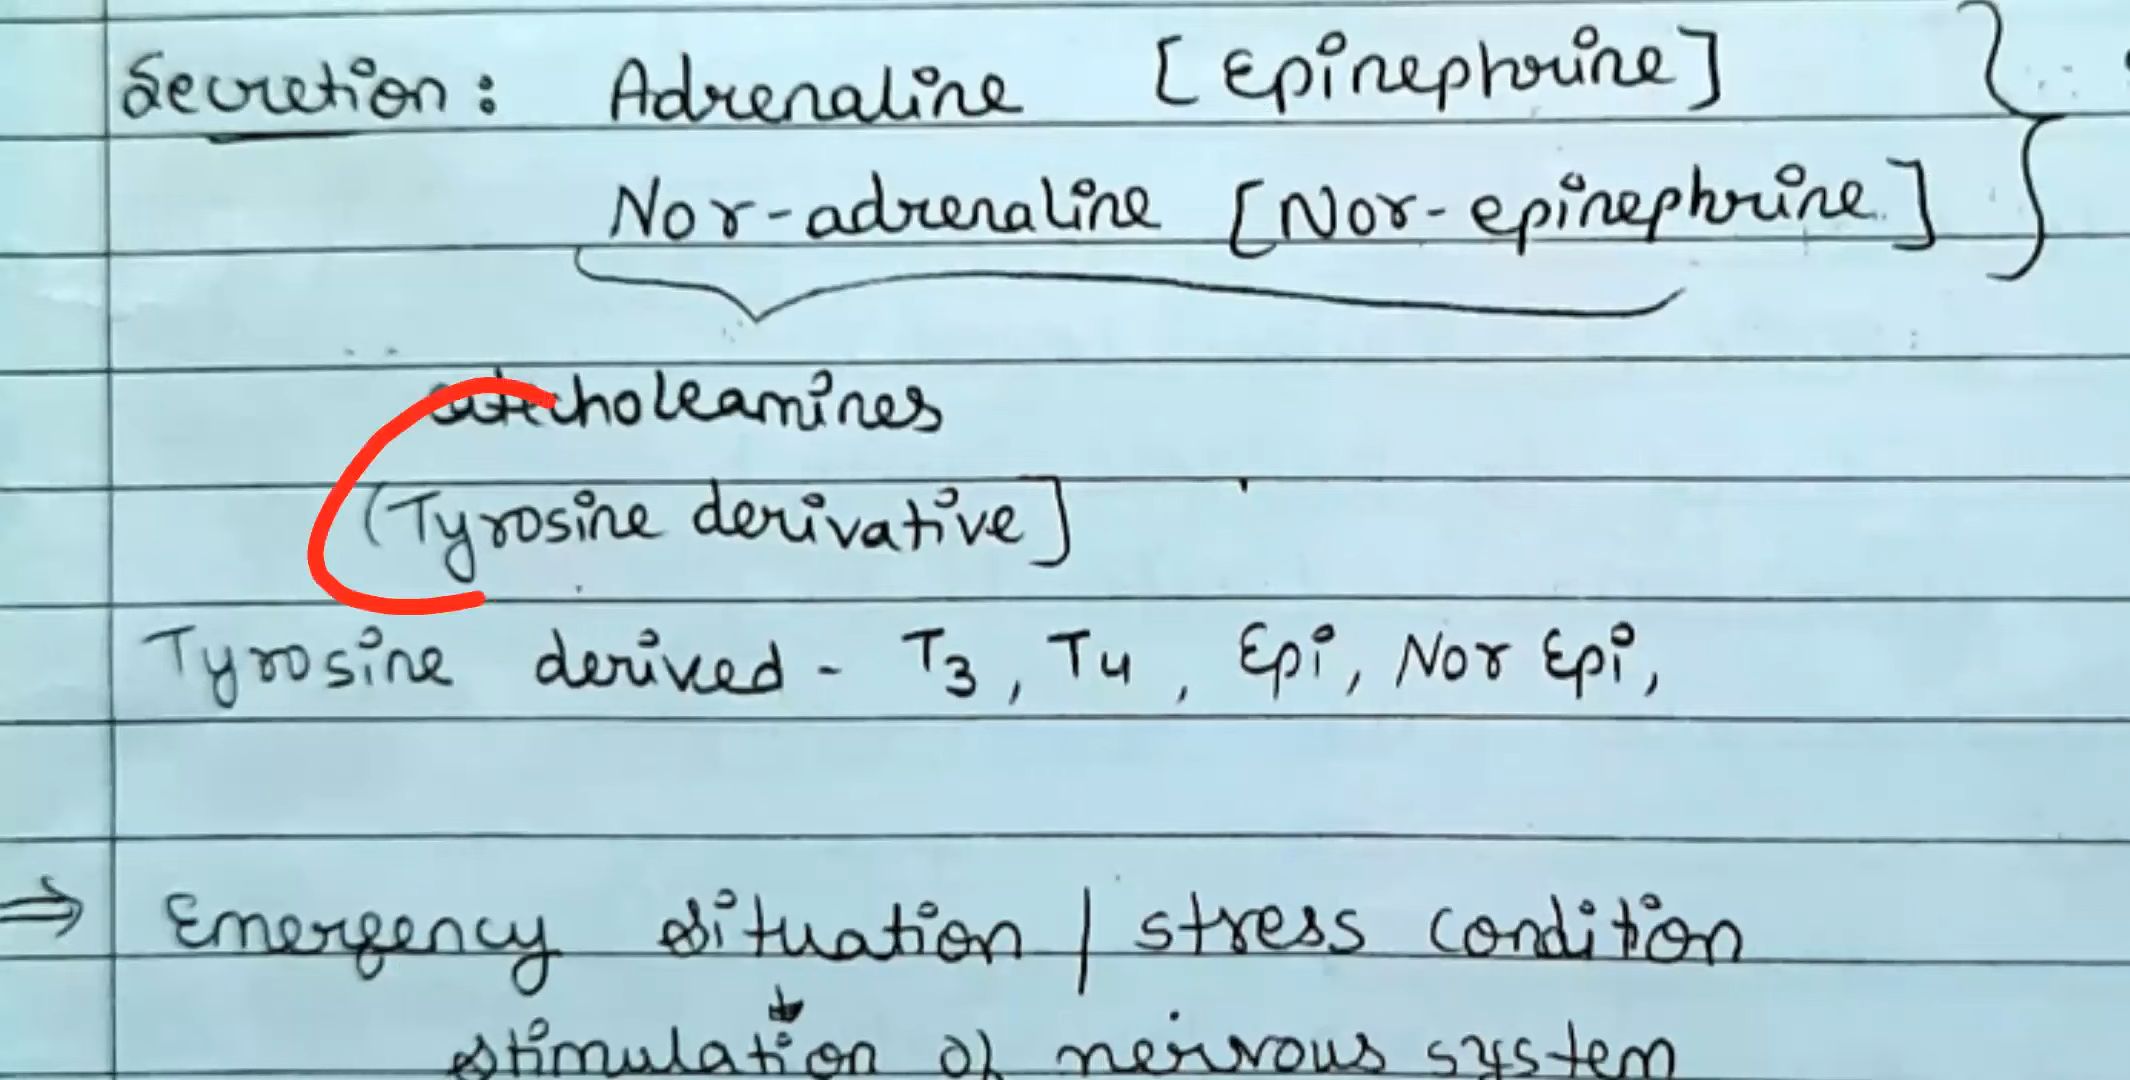 Secretion: Adrenaline [Epinephrine]
Nor-adrenaline [Nor-epinephrine]
catecholeamines
(Tyrosine derivative]
Tyrosine derived - T3, T4, Epi, Nor Epi,
⇒ Emergency situation / stress condition
stimulation of nervous system